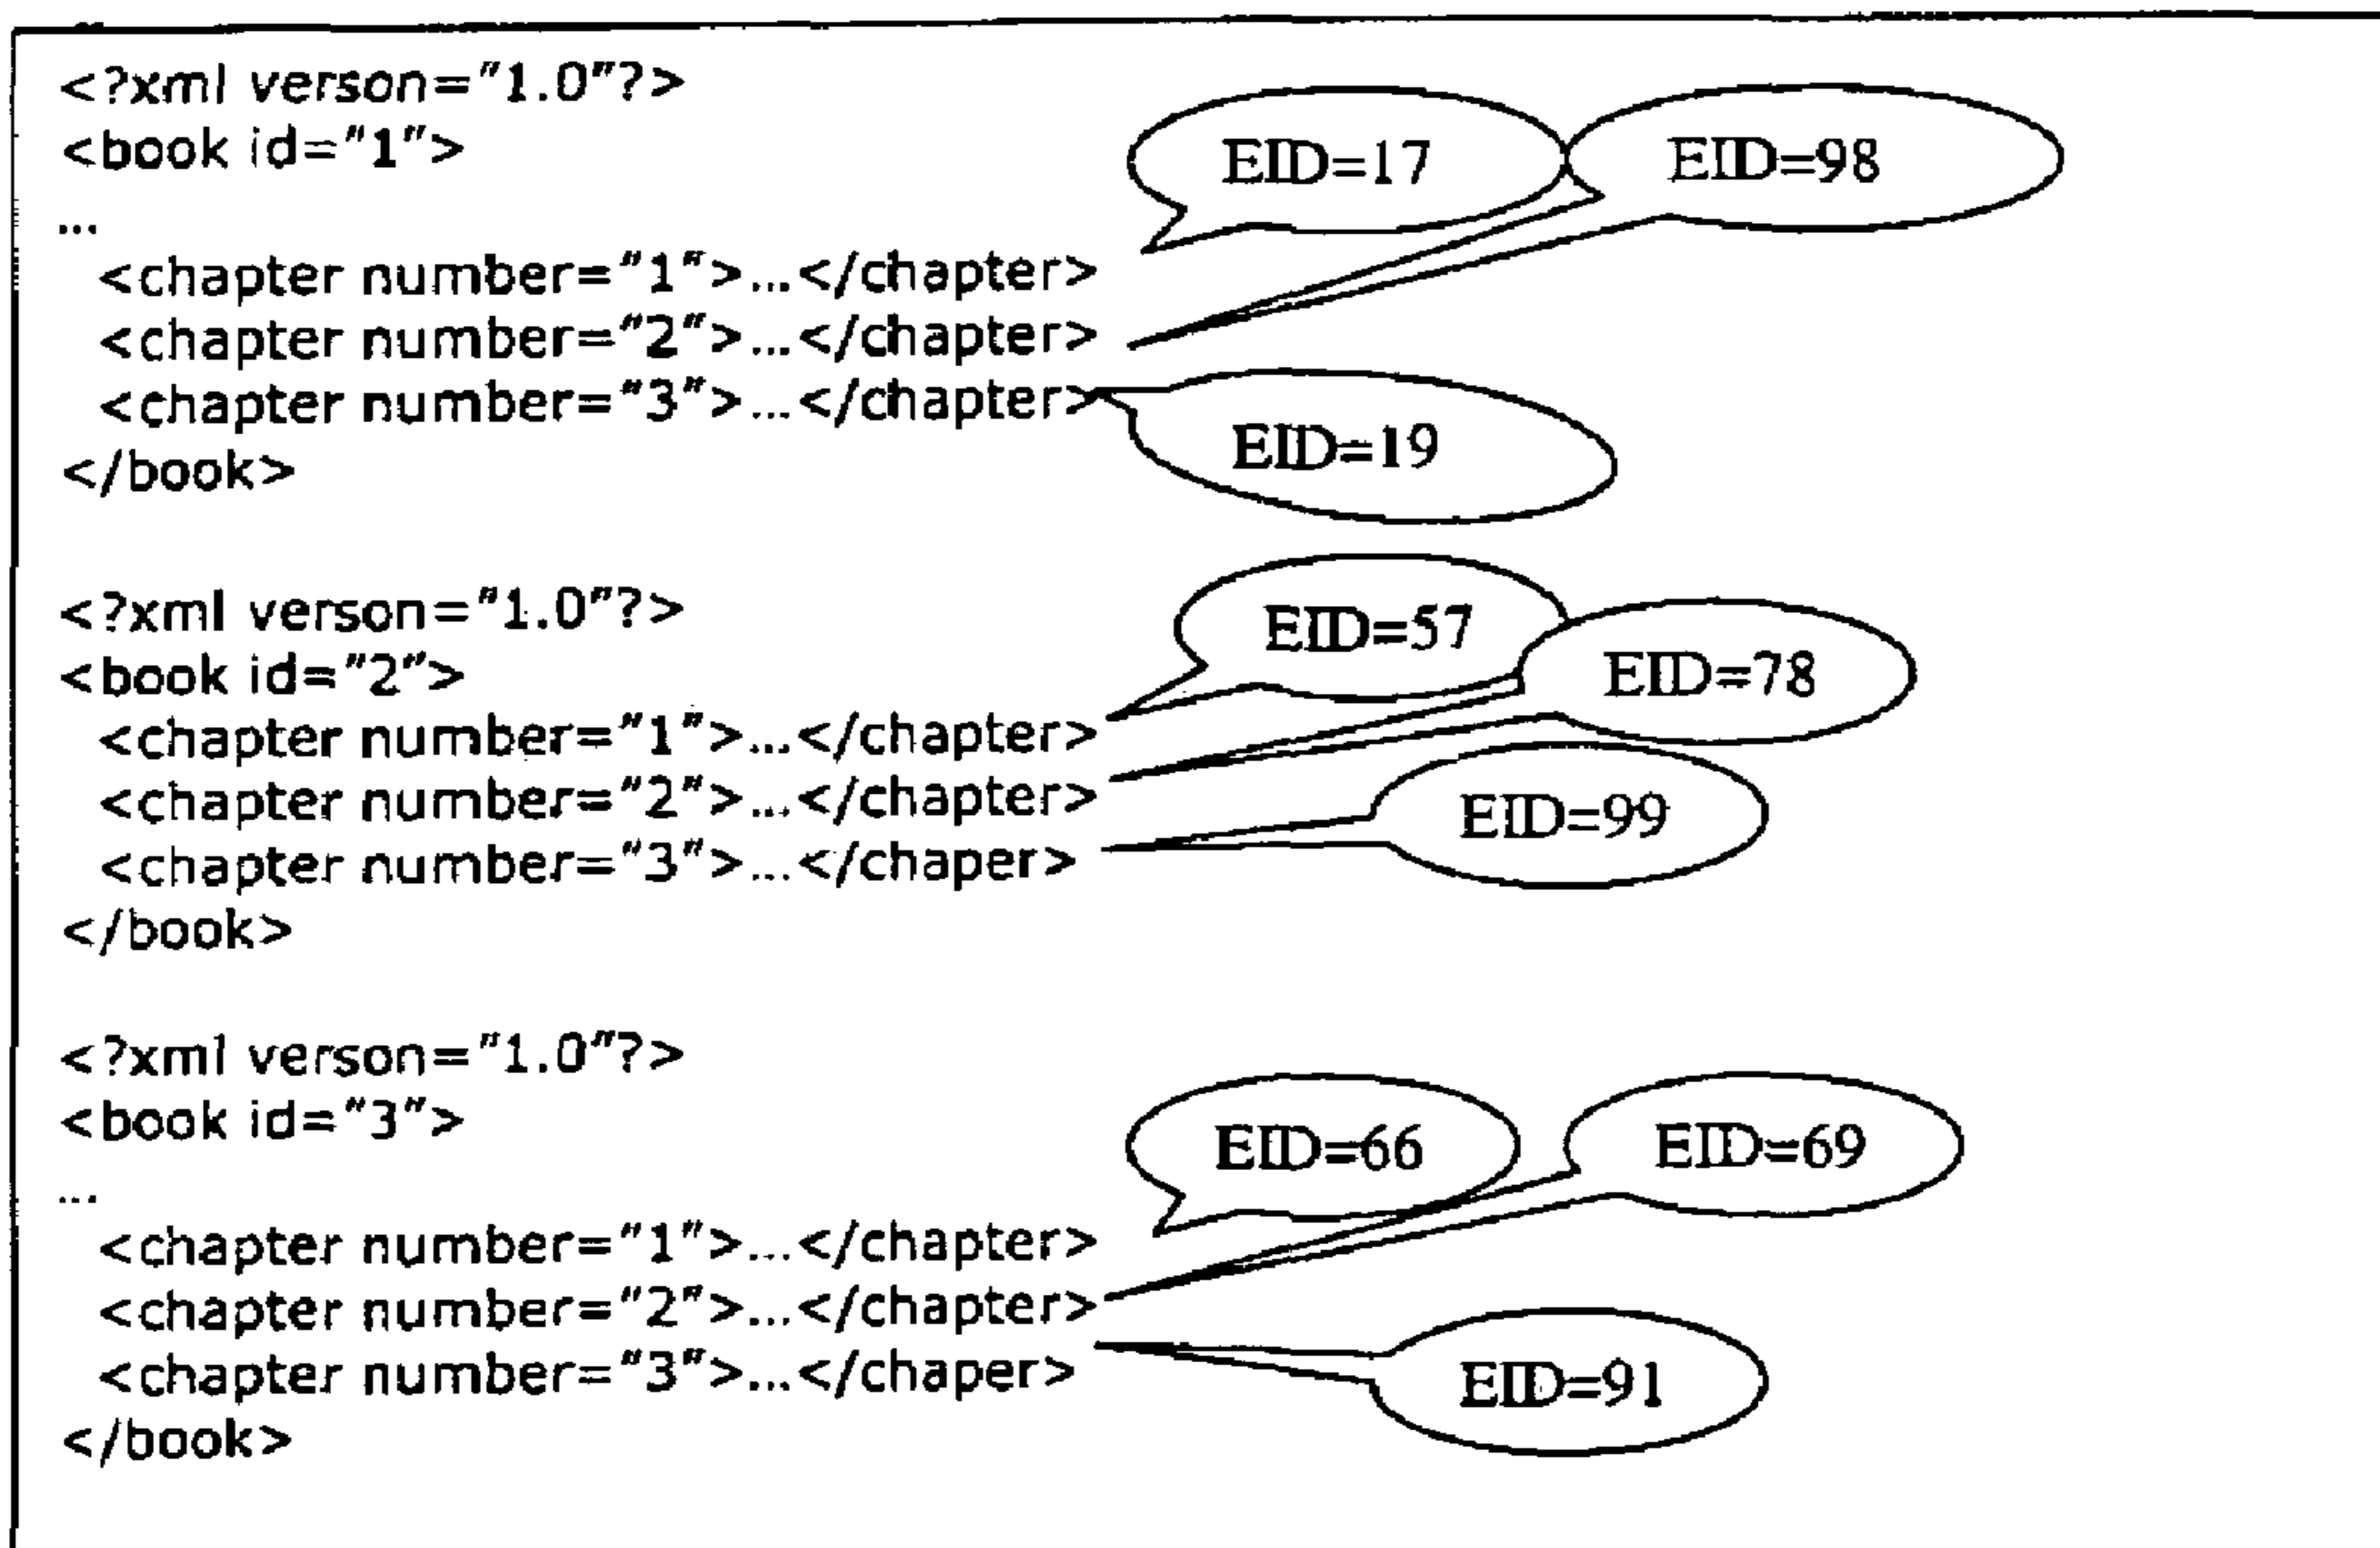 <?xml verson="1.0"?>
<book id="1">
EID=17
EID=98
...
<chapter number="1">...</chapter>
<chapter number="2">...</chapter>
<chapter number="3">...</chapter>
EID=19
</book>
<?xml verson="1.0"?>
EID=57
<book id="2">
EID=78
<chapter number="1">...</chapter>
<chapter number="2">...</chapter>
EID=99
<chapter number="3">...</chaper>
</book>
<?xml verson="1.0"?>
<book id="3">
EID=66
EID=69
...
<chapter number="1">...</chapter>
<chapter number="2">...</chapter>
<chapter number="3">...</chaper>
EID=91
</book>